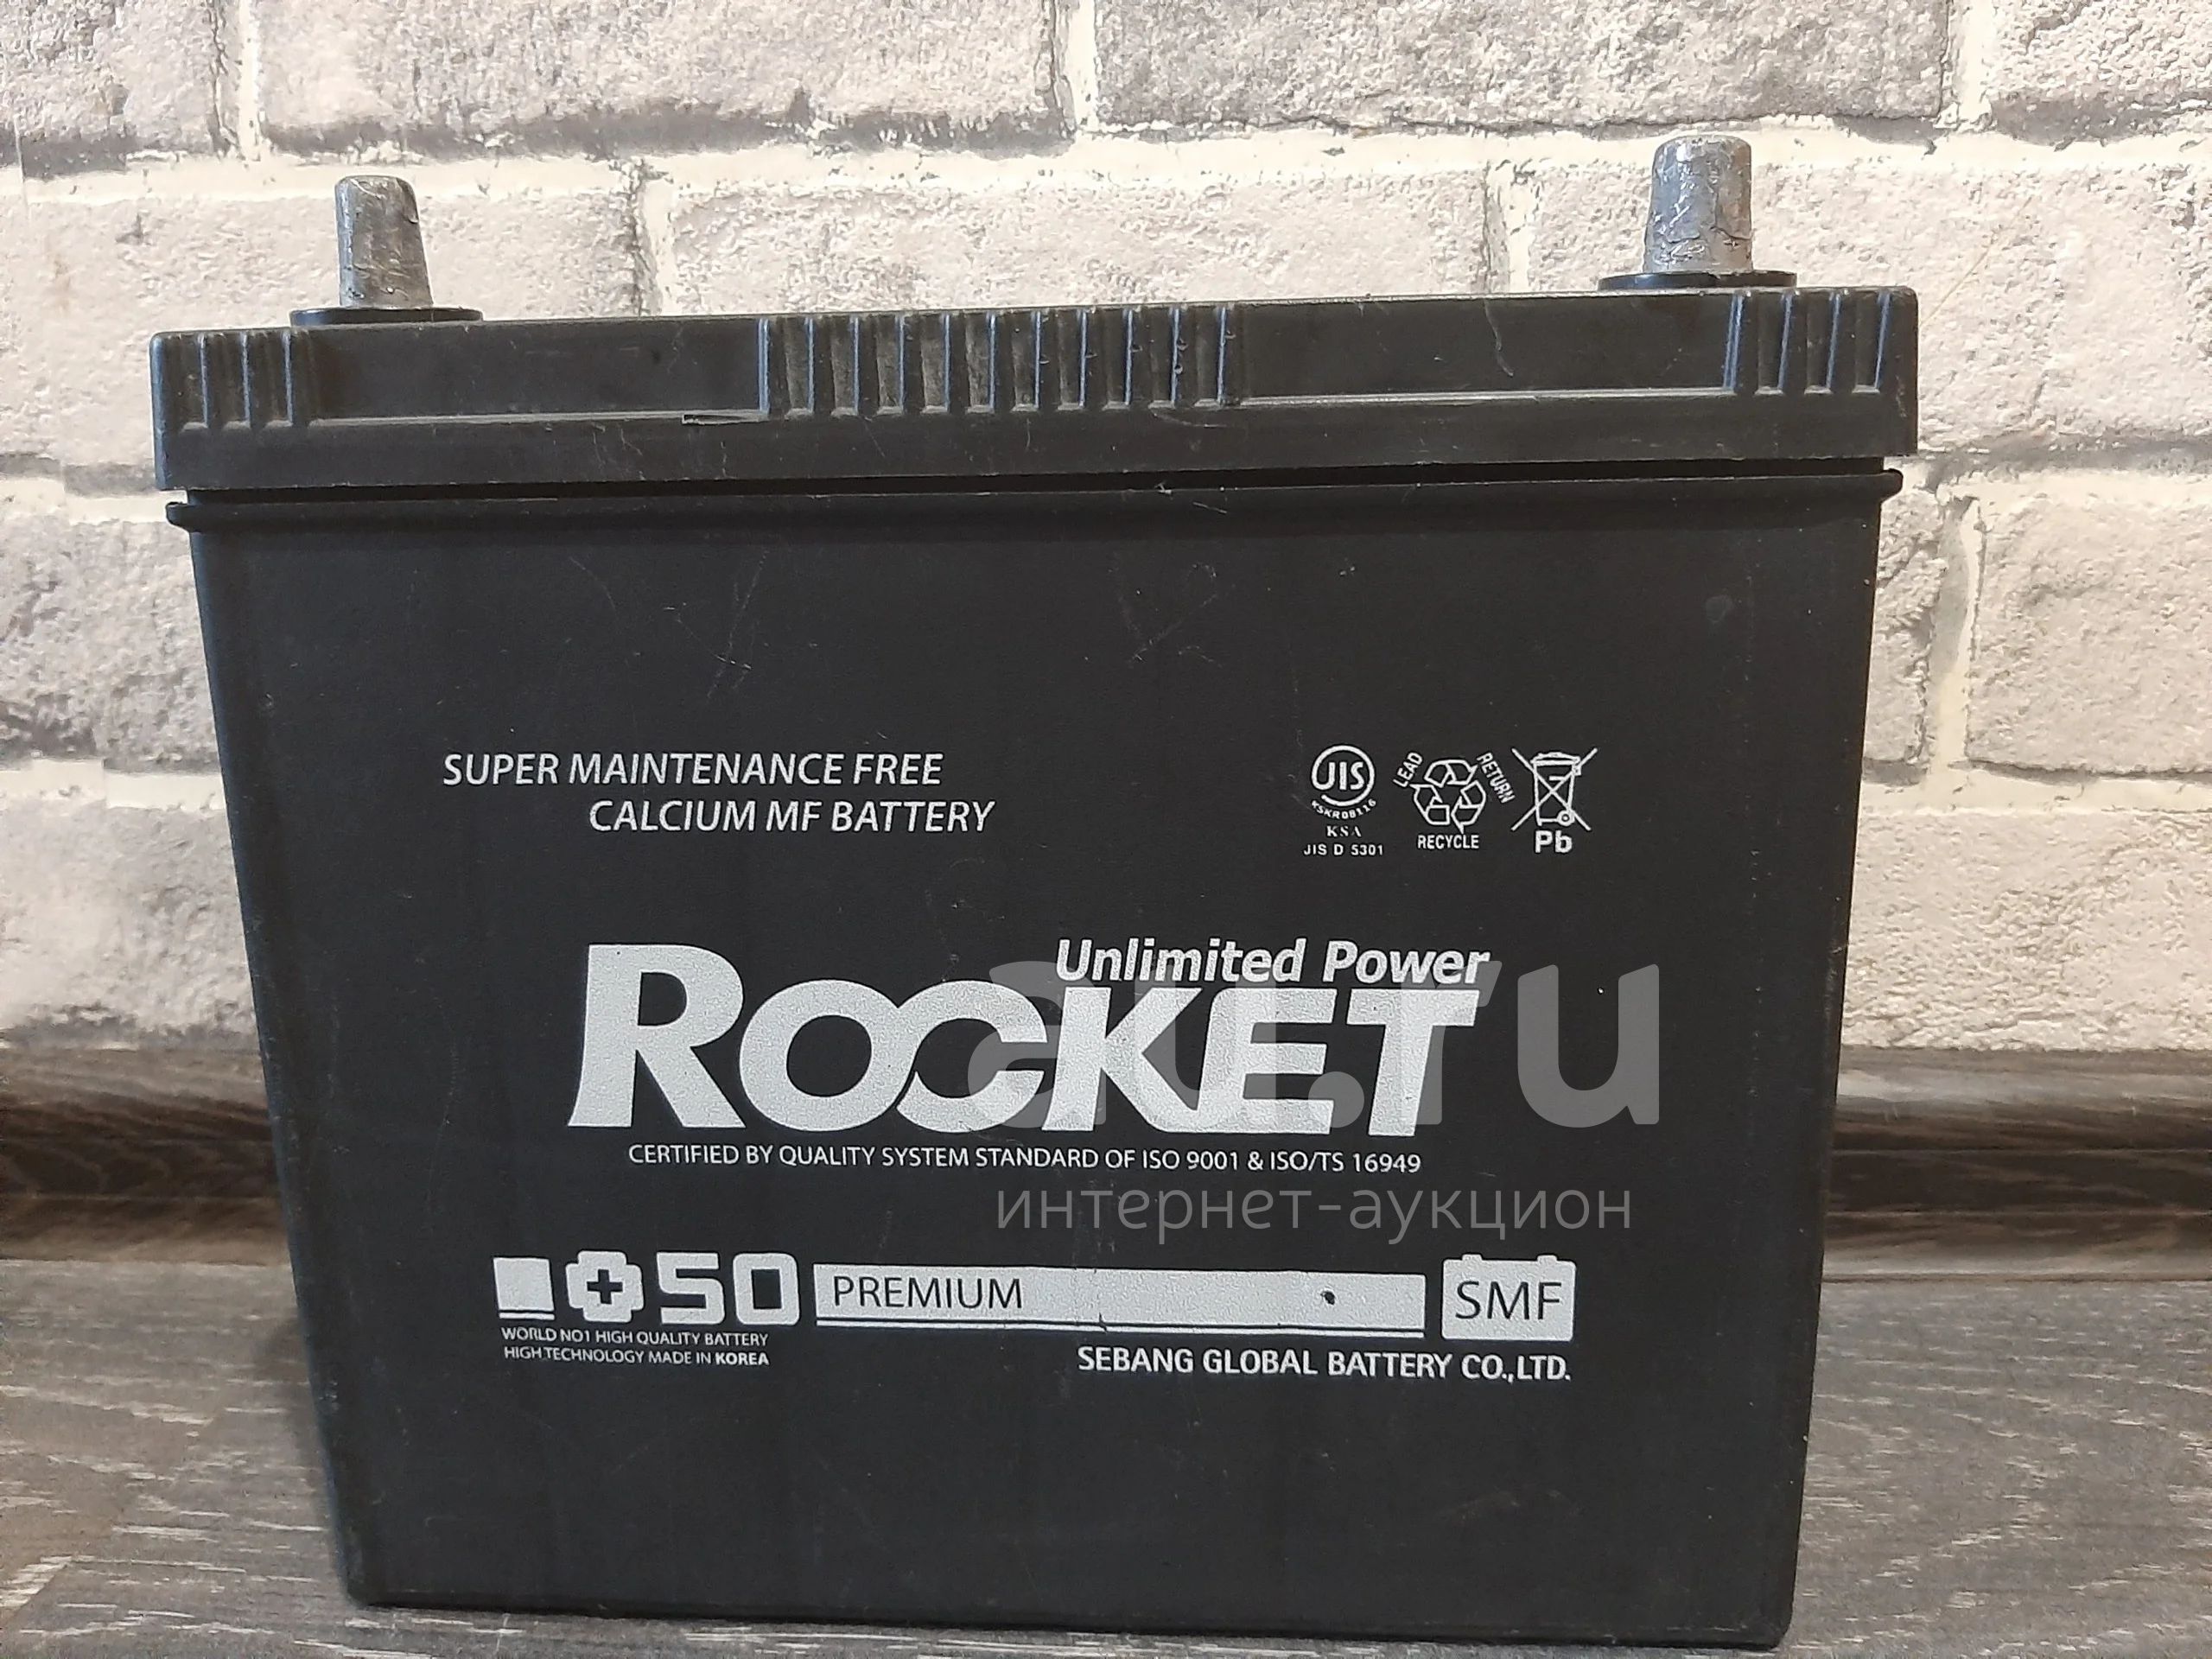 SUPER MAINTENANCE FREE
CALCIUM MF BATTERY
JIS
KSKR08116
KSA
JIS D 5301
LEAD RETURN
RECYCLE
Pb
Unlimited Power
ROCKET
au.ru
CERTIFIED BY QUALITY SYSTEM STANDARD OF ISO 9001 & ISO/TS 16949
интернет-аукцион
+50 PREMIUM SMF
WORLD NO1 HIGH QUALITY BATTERY
HIGH TECHNOLOGY MADE IN KOREA
SEBANG GLOBAL BATTERY CO.,LTD.